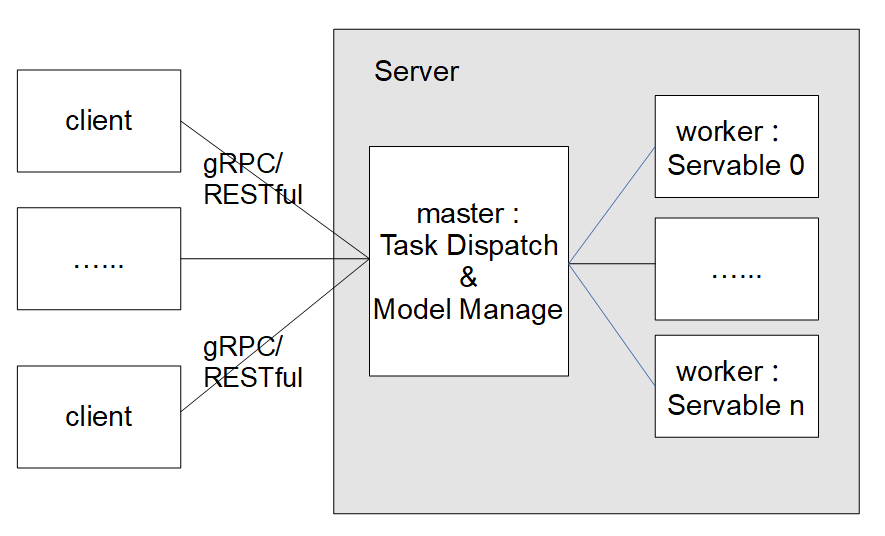 Server
client
gRPC/
RESTful
…...
gRPC/
RESTful
client
master :
Task Dispatch
&
Model Manage
worker :
Servable 0
…...
worker :
Servable n